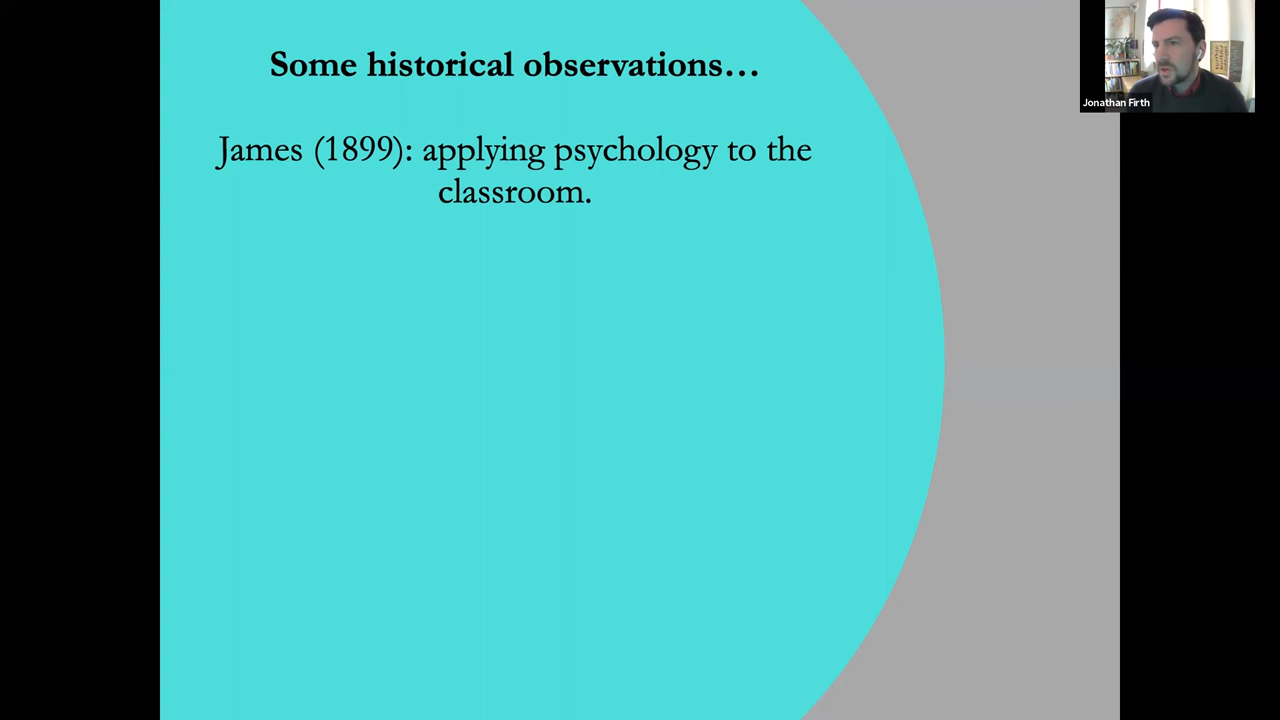 Some historical observations…
James (1899): applying psychology to the
classroom.
Jonathan Firth